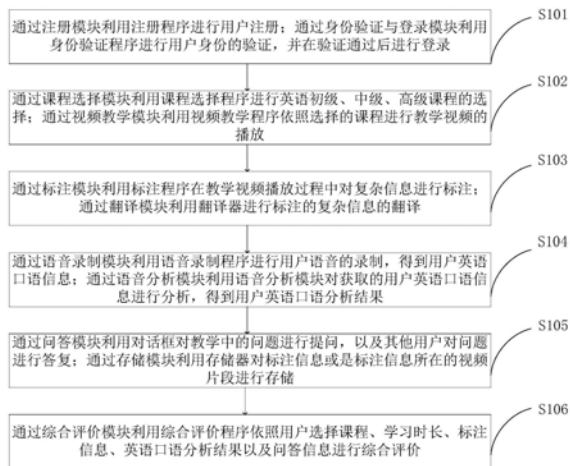 S101
通过注册模块利用注册程序进行用户注册；通过身份验证与登录模块利用
身份验证程序进行用户身份的验证，并在验证通过后进行登录
S102
通过课程选择模块利用课程选择程序进行英语初级、中级、高级课程的选
择；通过视频教学模块利用视频教学程序依照选择的课程进行教学视频的
播放
S103
通过标注模块利用标注程序在教学视频播放过程中对复杂信息进行标注；
通过翻译模块利用翻译器进行标注的复杂信息的翻译
S104
通过语音录制模块利用语音录制程序进行用户语音的录制，得到用户英语
口语信息；通过语音分析模块利用语音分析模块对获取的用户英语口语信
息进行分析，得到用户英语口语分析结果
S105
通过问答模块利用对话框对教学中的问题进行提问，以及其他用户对问题
进行答复；通过存储模块利用存储器对标注信息或是标注信息所在的视频
片段进行存储
S106
通过综合评价模块利用综合评价程序依照用户选择课程、学习时长、标注
信息、英语口语分析结果以及问答信息进行综合评价